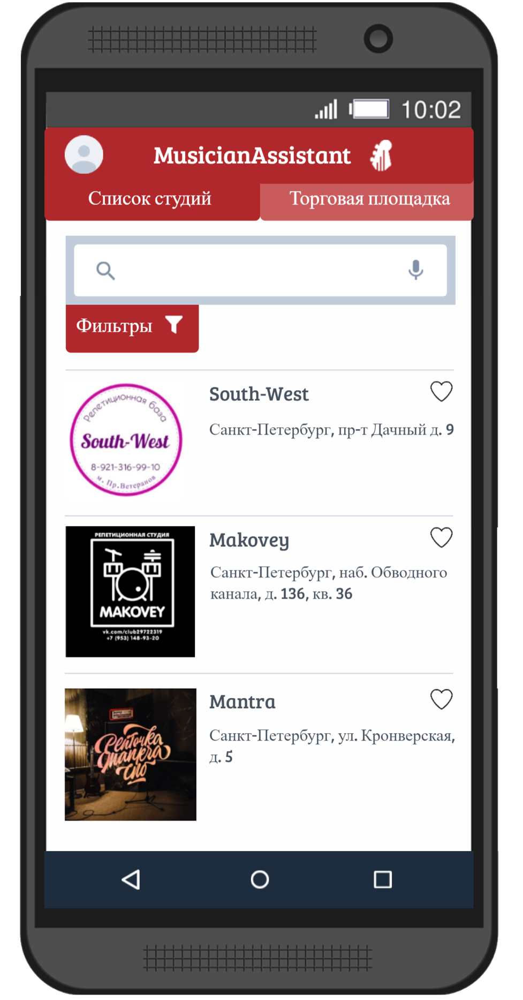 10:02
MusicianAssistant
Список студий
Торговая площадка
Фильтры
Репетиционная база
South-West
8-921-316-99-10
м. Пр.Ветеранов
South-West
Санкт-Петербург, пр-т Дачный д. 9
РЕПЕТИЦИОННАЯ СТУДИЯ
MAKOVEY
vk.com/club29722319
+7 (953) 148-93-20
Makovey
Санкт-Петербург, наб. Обводного
канала, д. 136, кв. 36
Репточка
мантра
спб
Mantra
Санкт-Петербург, ул. Кронверкская,
д. 5